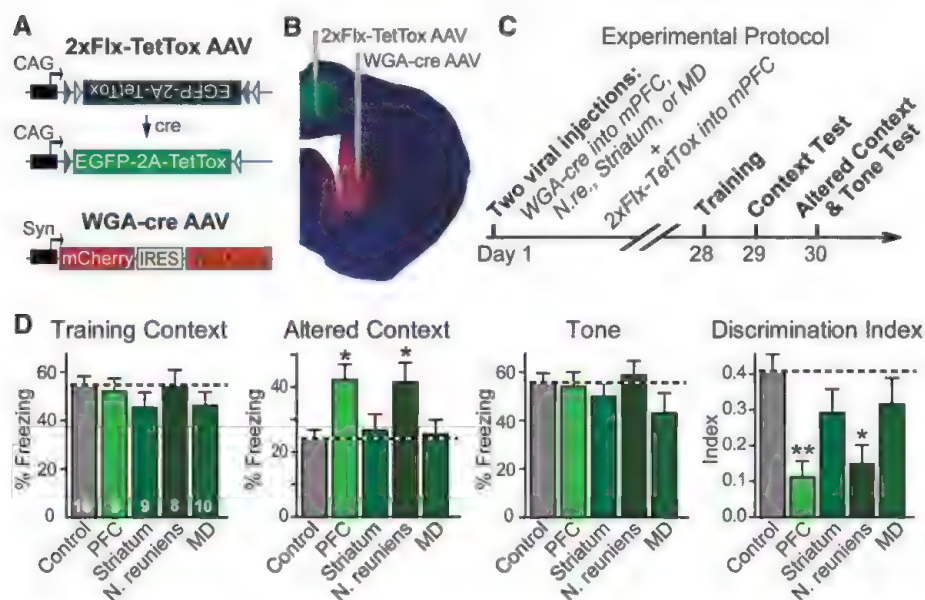 A
2xFlx-TetTox AAV
CAG
EGFP-2A-TetTox
cre
CAG
EGFP-2A-TetTox
WGA-cre AAV
Syn
mCherry IRES
B
2xFlx-TetTox AAV
WGA-cre AAV
C
Experimental Protocol
Two viral injections:
WGA-cre into mPFC,
N.re., Striatum, or MD
+
2xFlx-TetTox into mPFC
Training
Context Test
Altered Context
& Tone Test
Day 1 28 29 30
D
Training Context
% Freezing
60
40
20
0
9 8 10
Control PFC Striatum N. reuniens MD
Altered Context
% Freezing
40
20
0
* *
Control PFC Striatum N. reuniens MD
Tone
% Freezing
60
40
20
0
Control PFC Striatum N. reuniens MD
Discrimination Index
Index
0.4
0.3
0.2
0.1
0.0
** *
Control PFC Striatum N. reuniens MD